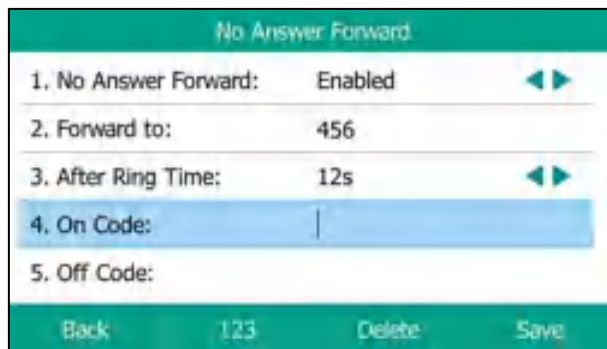 No Answer Forward
1. No Answer Forward: Enabled
2. Forward to: 456
3. After Ring Time: 12s
4. On Code:
5. Off Code:
Back 123 Delete Save